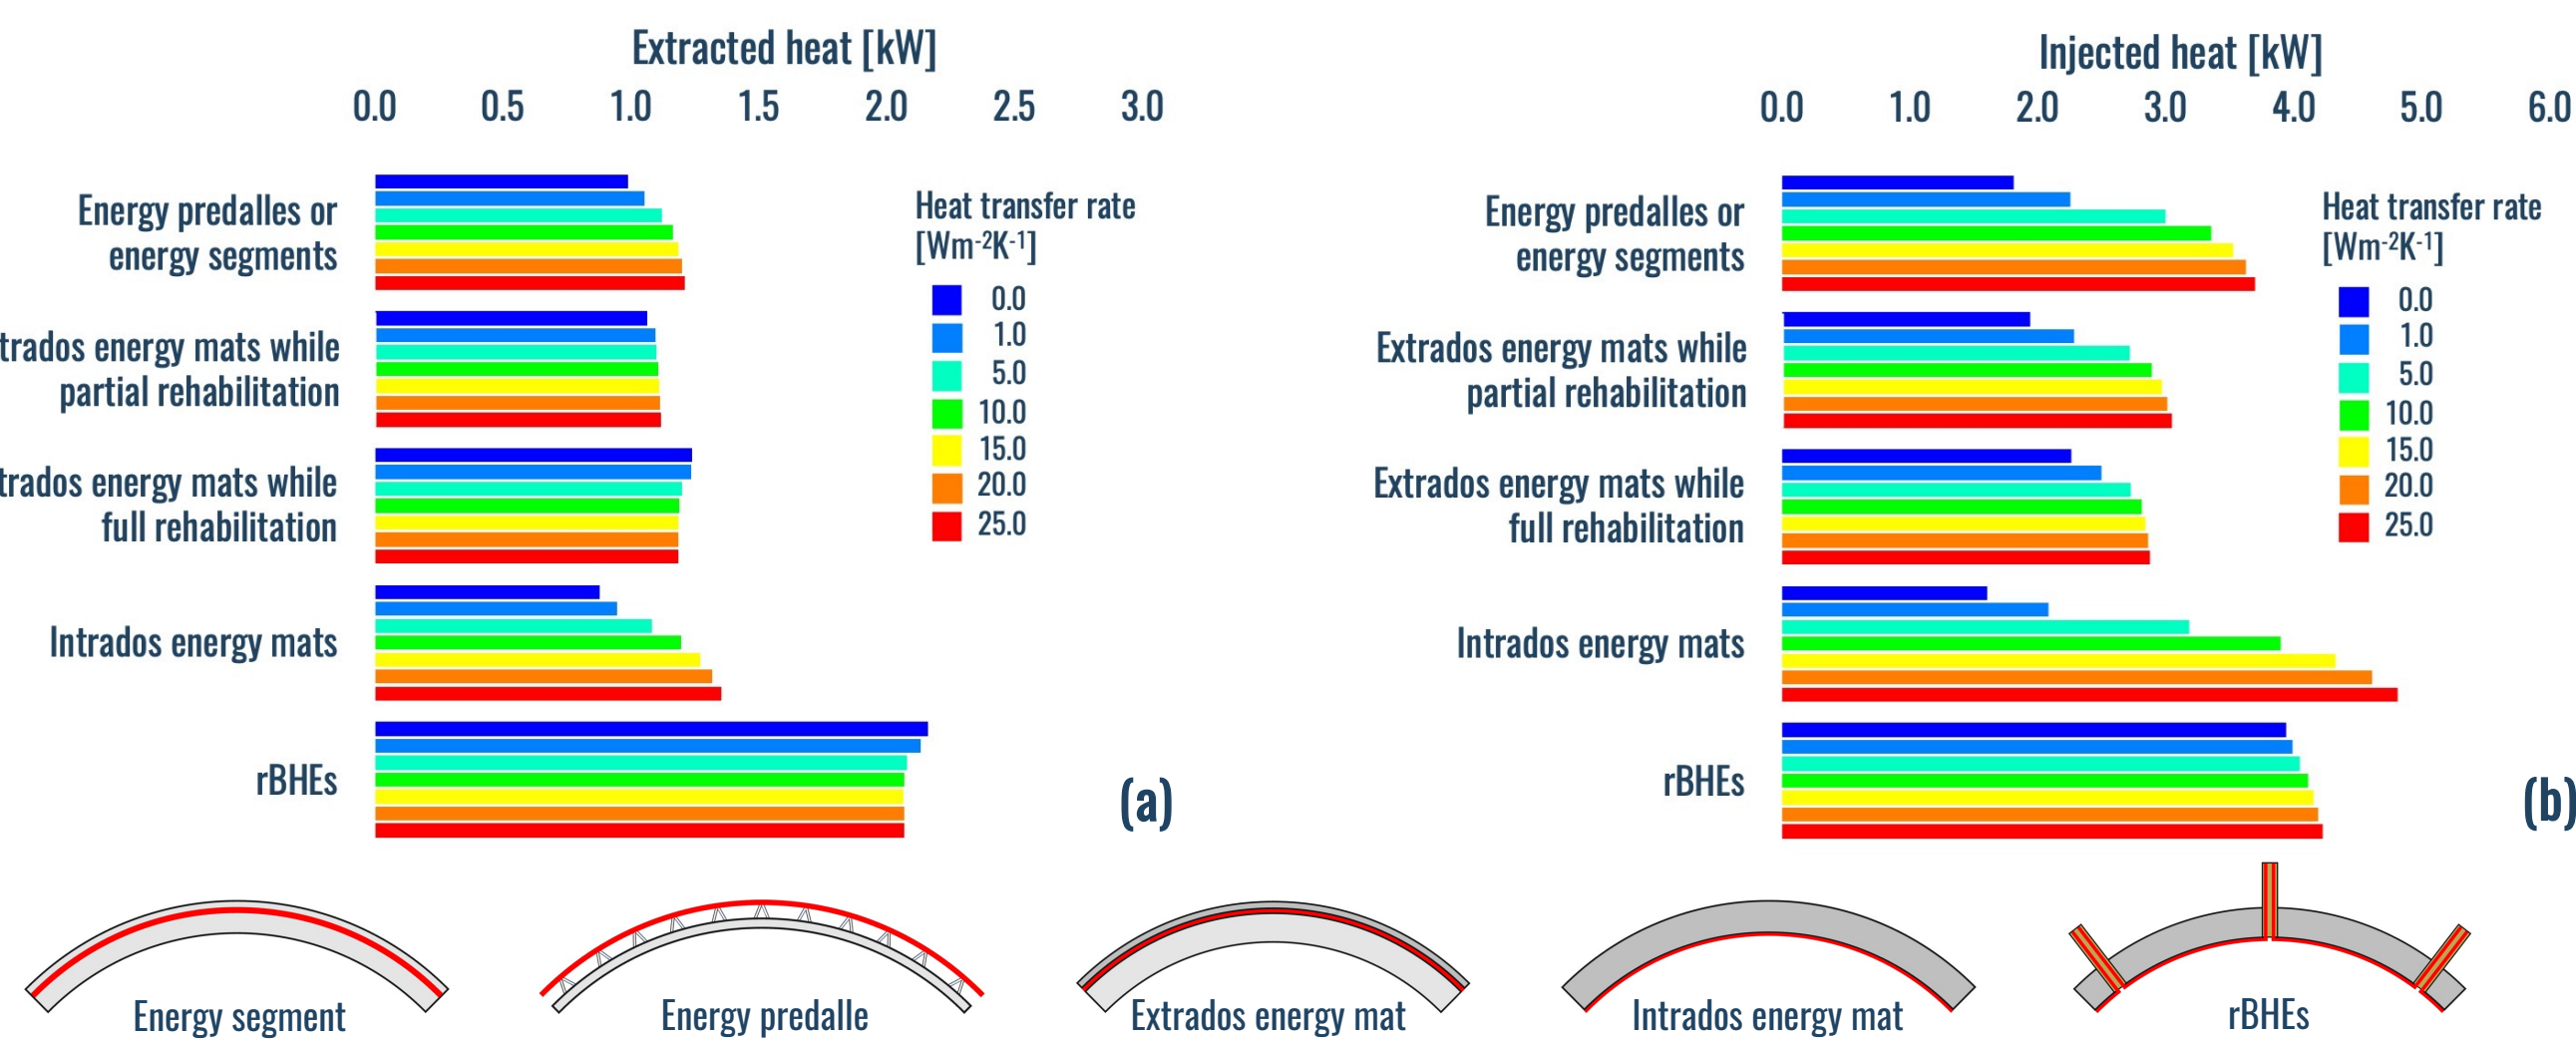 Extracted heat [kW]
0.0 0.5 1.0 1.5 2.0 2.5 3.0
Energy predalles or
energy segments
trados energy mats while
partial rehabilitation
trados energy mats while
full rehabilitation
Intrados energy mats
rBHEs
Heat transfer rate
[Wm-2K-1]
0.0
1.0
5.0
10.0
15.0
20.0
25.0
(a)
Injected heat [kW]
0.0 1.0 2.0 3.0 4.0 5.0 6.0
Energy predalles or
energy segments
Extrados energy mats while
partial rehabilitation
Extrados energy mats while
full rehabilitation
Intrados energy mats
rBHEs
Heat transfer rate
[Wm-2K-1]
0.0
1.0
5.0
10.0
15.0
20.0
25.0
(b)
Energy segment
Energy predalle
Extrados energy mat
Intrados energy mat
rBHEs